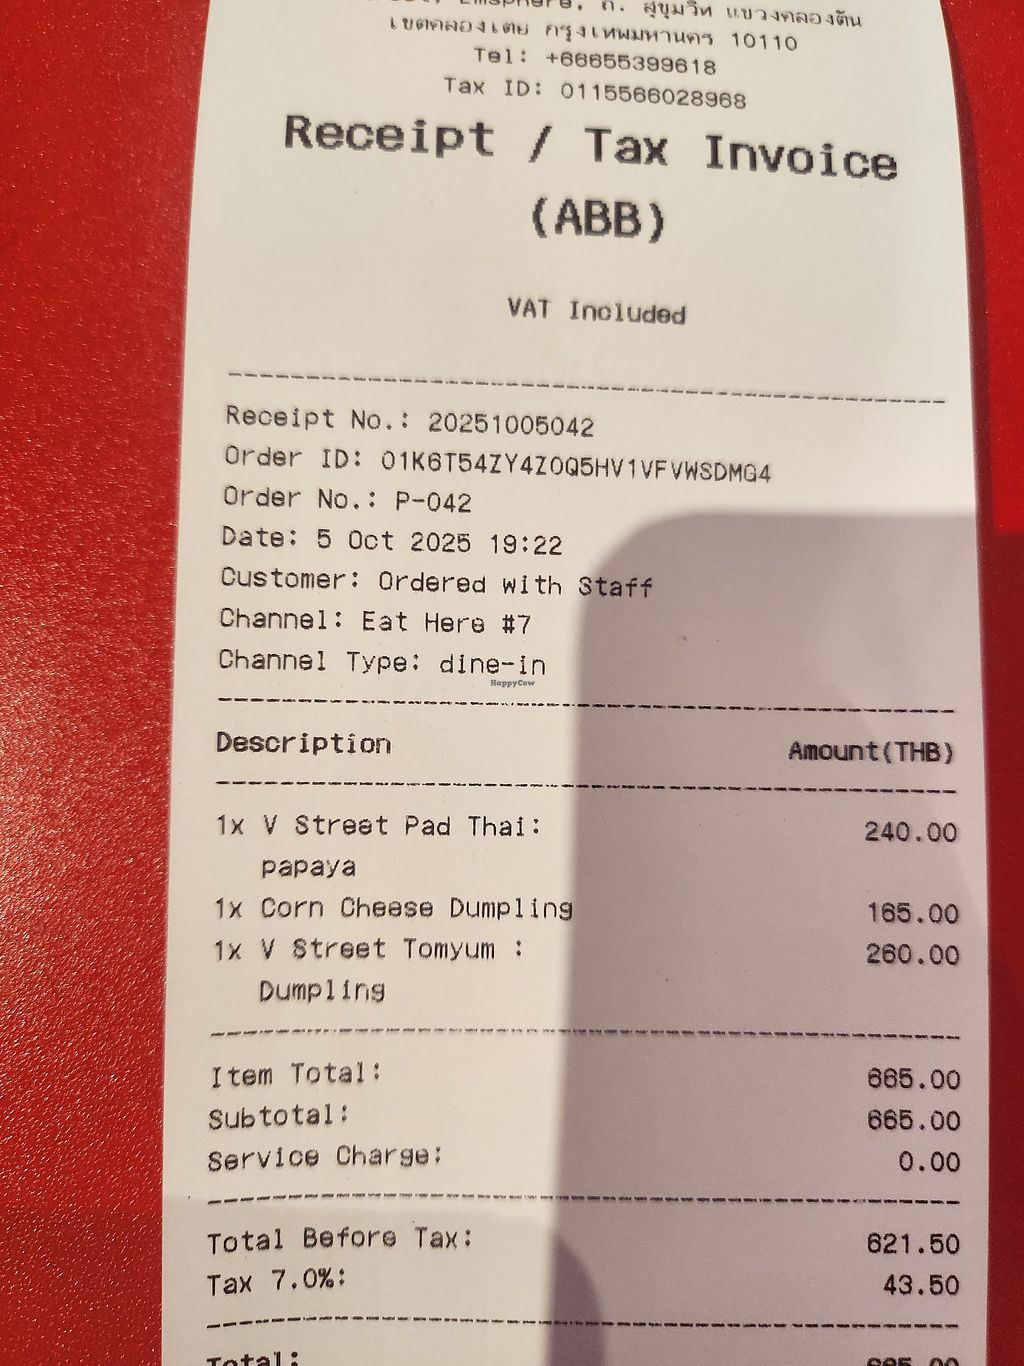 Emsphere, ถ. สุขุมวิท แขวงคลองตัน
เขตคลองเตย กรุงเทพมหานคร 10110
Tel: +66655399618
Tax ID: 0115566028968
Receipt / Tax Invoice
(ABB)
VAT Included
Receipt No.: 20251005042
Order ID: 01K6T54ZY4Z0Q5HV1VFVWSDMG4
Order No.: P-042
Date: 5 Oct 2025 19:22
Customer: Ordered with Staff
Channel: Eat Here #7
Channel Type: dine-in
HappyCow
Description Amount(THB)
1x V Street Pad Thai: 240.00
papaya
1x Corn Cheese Dumpling 165.00
1x V Street Tomyum : 260.00
Dumpling
Item Total: 665.00
Subtotal: 665.00
Service Charge: 0.00
Total Before Tax: 621.50
Tax 7.0%: 43.50
Total: 665.00